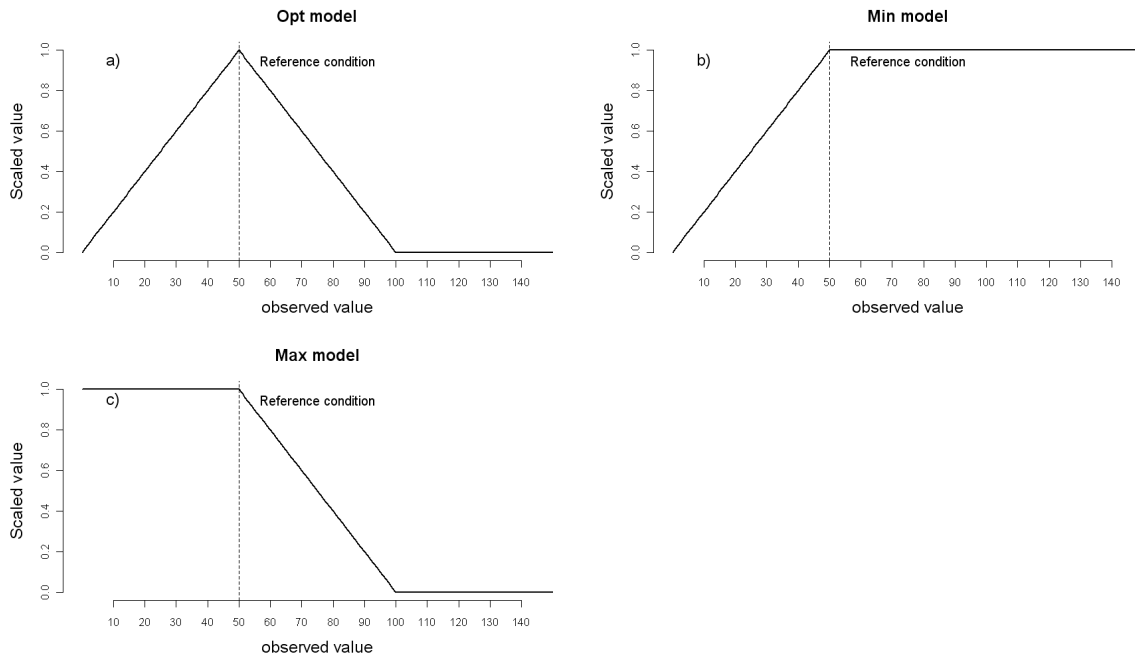 Opt model
a)
Reference condition
Scaled value
0.0 0.2 0.4 0.6 0.8 1.0
10 20 30 40 50 60 70 80 90 100 110 120 130 140
observed value
Min model
b)
Reference condition
Scaled value
0.0 0.2 0.4 0.6 0.8 1.0
10 20 30 40 50 60 70 80 90 100 110 120 130 140
observed value
Max model
c)
Reference condition
Scaled value
0.0 0.2 0.4 0.6 0.8 1.0
10 20 30 40 50 60 70 80 90 100 110 120 130 140
observed value